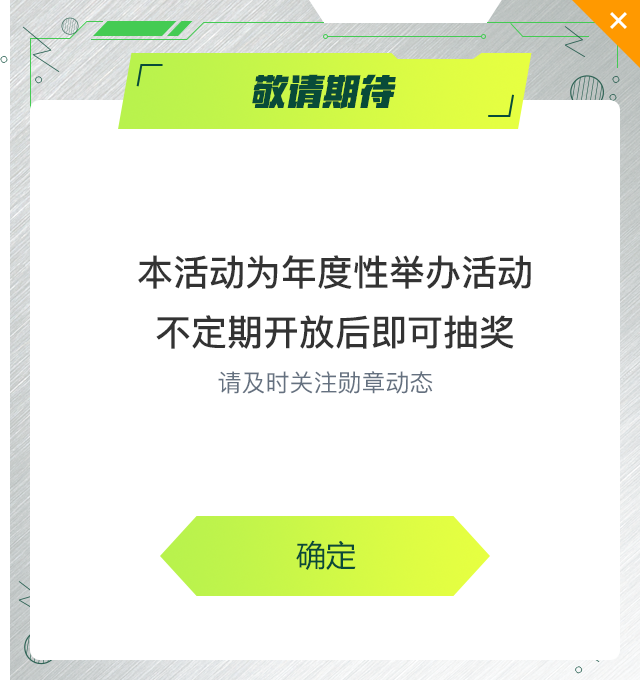 敬请期待
本活动为年度性举办活动
不定期开放后即可抽奖
请及时关注勋章动态
确定